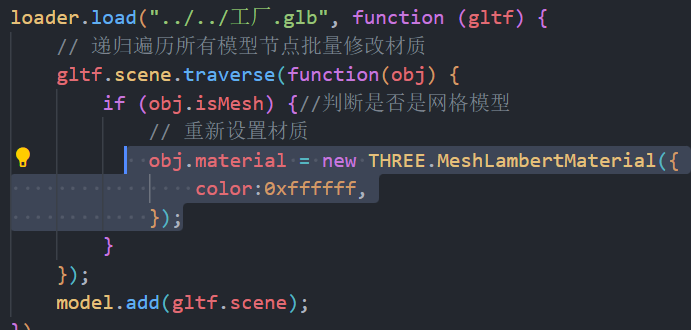 loader.load("../../工厂.glb", function (gltf) {
// 递归遍历所有模型节点批量修改材质
gltf.scene.traverse(function(obj) {
if (obj.isMesh) {//判断是否是网格模型
// 重新设置材质
obj.material = new THREE.MeshLambertMaterial({
color:0xffffff,
});
}
});
model.add(gltf.scene);
})